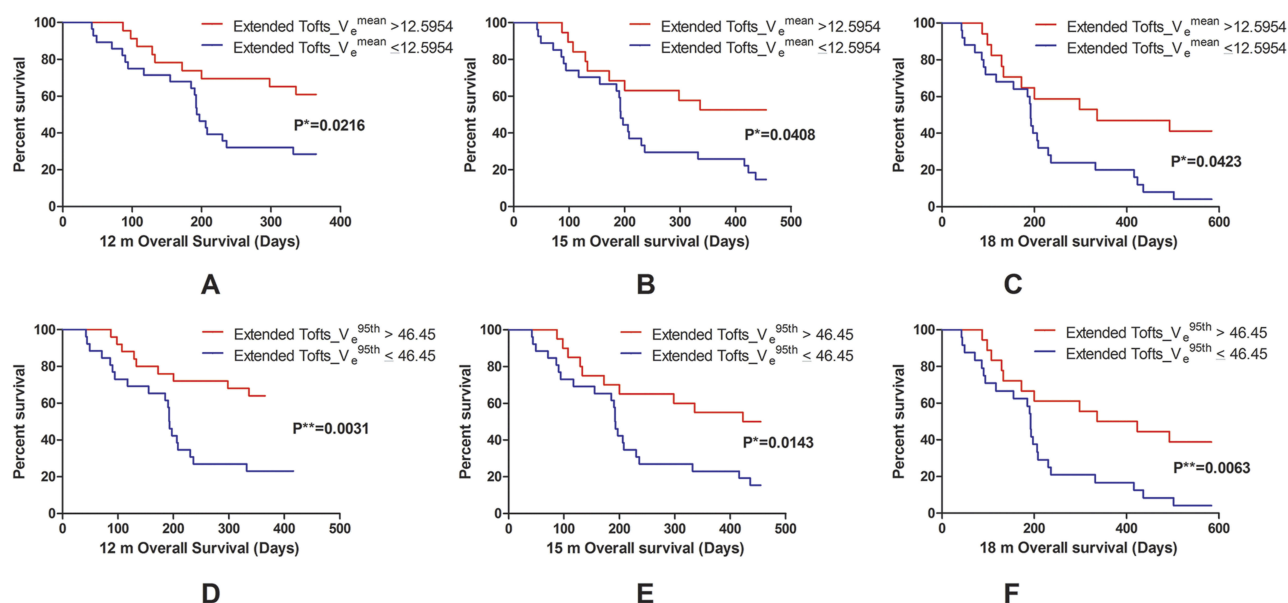 Extended Tofts_Ve^mean >12.5954
Extended Tofts_Ve^mean ≤12.5954
Percent survival
100
80
60
40
20
0
P*=0.0216
0 100 200 300 400
12 m Overall Survival (Days)
A
Extended Tofts_Ve^mean >12.5954
Extended Tofts_Ve^mean ≤12.5954
Percent survival
100
80
60
40
20
0
P*=0.0408
0 100 200 300 400 500
15 m Overall survival (Days)
B
Extended Tofts_Ve^mean >12.5954
Extended Tofts_Ve^mean ≤12.5954
Percent survival
100
80
60
40
20
0
P*=0.0423
0 200 400 600
18 m Overall survival (Days)
C
Extended Tofts_Ve^95th > 46.45
Extended Tofts_Ve^95th ≤ 46.45
Percent survival
100
80
60
40
20
0
P**=0.0031
0 100 200 300 400 500
12 m Overall Survival (Days)
D
Extended Tofts_Ve^95th > 46.45
Extended Tofts_Ve^95th ≤ 46.45
Percent survival
100
80
60
40
20
0
P*=0.0143
0 100 200 300 400 500
15 m Overall survival (Days)
E
Extended Tofts_Ve^95th > 46.45
Extended Tofts_Ve^95th ≤ 46.45
Percent survival
100
80
60
40
20
0
P**=0.0063
0 200 400 600
18 m Overall survival (Days)
F